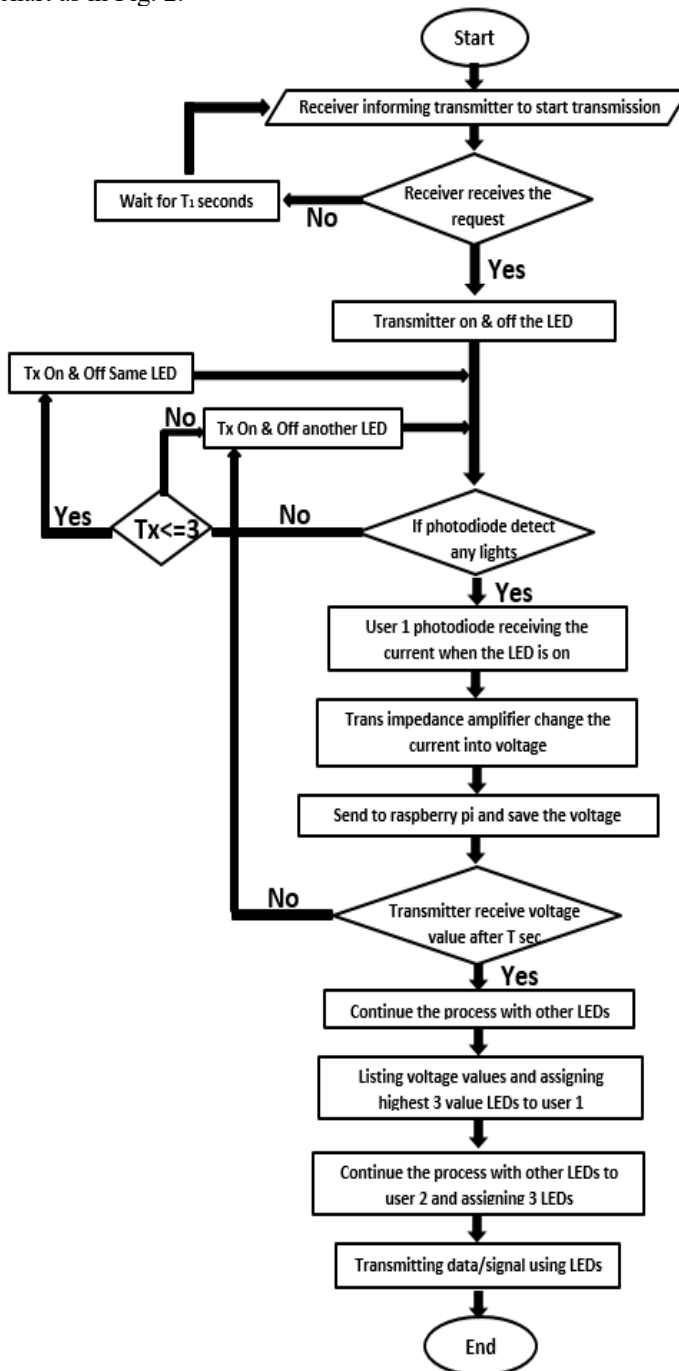 Start
Receiver informing transmitter to start transmission
Wait for T1 seconds
No
Receiver receives the
request
Yes
Transmitter on & off the LED
Tx On & Off Same LED
No
Tx On & Off another LED
Yes
Tx<=3
No
If photodiode detect
any lights
Yes
User 1 photodiode receiving the
current when the LED is on
Trans impedance amplifier change the
current into voltage
Send to raspberry pi and save the voltage
No
Transmitter receive voltage
value after T sec
Yes
Continue the process with other LEDs
Listing voltage values and assigning
highest 3 value LEDs to user 1
Continue the process with other LEDs to
user 2 and assigning 3 LEDs
Transmitting data/signal using LEDs
End